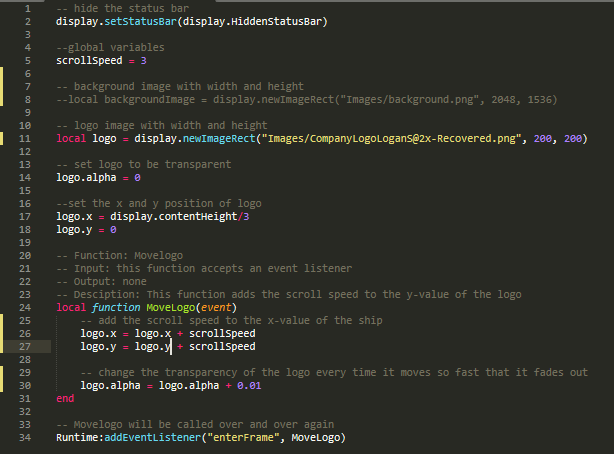 1 -- hide the status bar
2 display.setStatusBar(display.HiddenStatusBar)
3
4 --global variables
5 scrollSpeed = 3
6
7 -- background image with width and height
8 --local backgroundImage = display.newImageRect("Images/background.png", 2048, 1536)
9
10 -- logo image with width and height
11 local logo = display.newImageRect("Images/CompanyLogoLoganS@2x-Recovered.png", 200, 200)
12
13 -- set logo to be transparent
14 logo.alpha = 0
15
16 --set the x and y position of logo
17 logo.x = display.contentHeight/3
18 logo.y = 0
19
20 -- Function: Movelogo
21 -- Input: this function accepts an event listener
22 -- Output: none
23 -- Desciption: This function adds the scroll speed to the y-value of the logo
24 local function MoveLogo(event)
25 -- add the scroll speed to the x-value of the ship
26 logo.x = logo.x + scrollSpeed
27 logo.y = logo.y + scrollSpeed
28
29 -- change the transparency of the logo every time it moves so fast that it fades out
30 logo.alpha = logo.alpha + 0.01
31 end
32
33 -- Movelogo will be called over and over again
34 Runtime:addEventListener("enterFrame", MoveLogo)